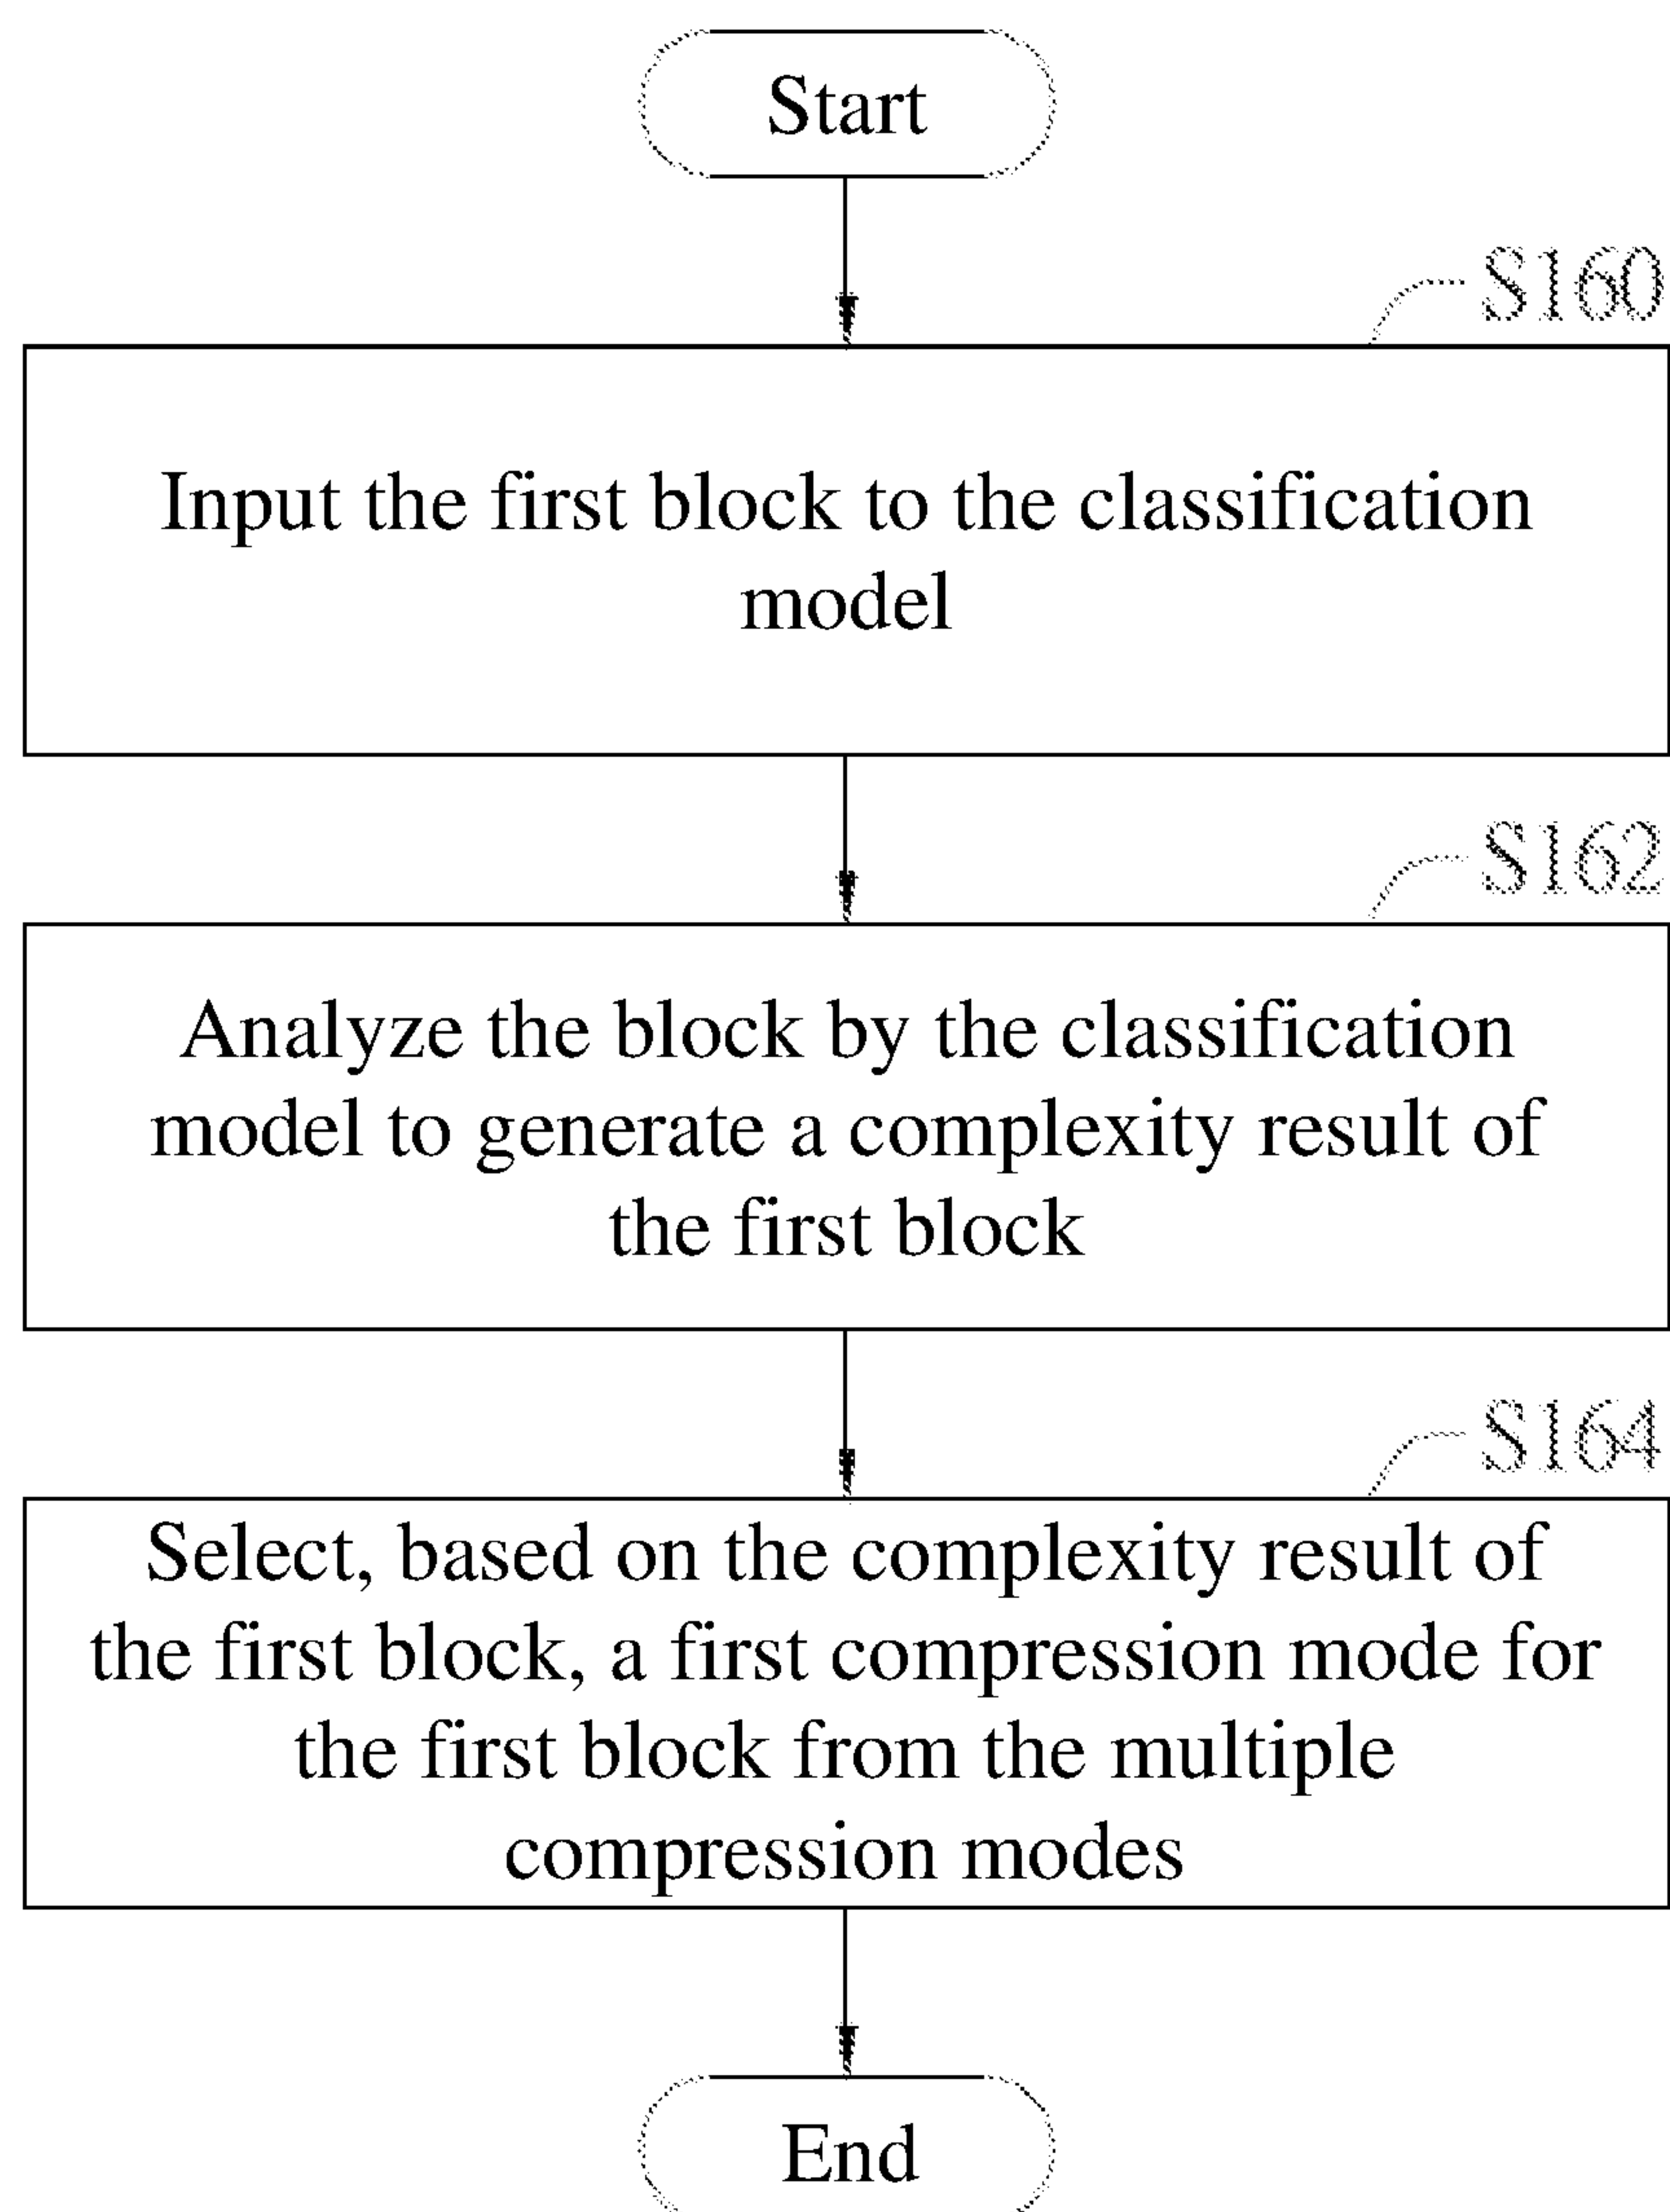 Start
S160
Input the first block to the classification
model
S162
Analyze the block by the classification
model to generate a complexity result of
the first block
S164
Select, based on the complexity result of
the first block, a first compression mode for
the first block from the multiple
compression modes
End